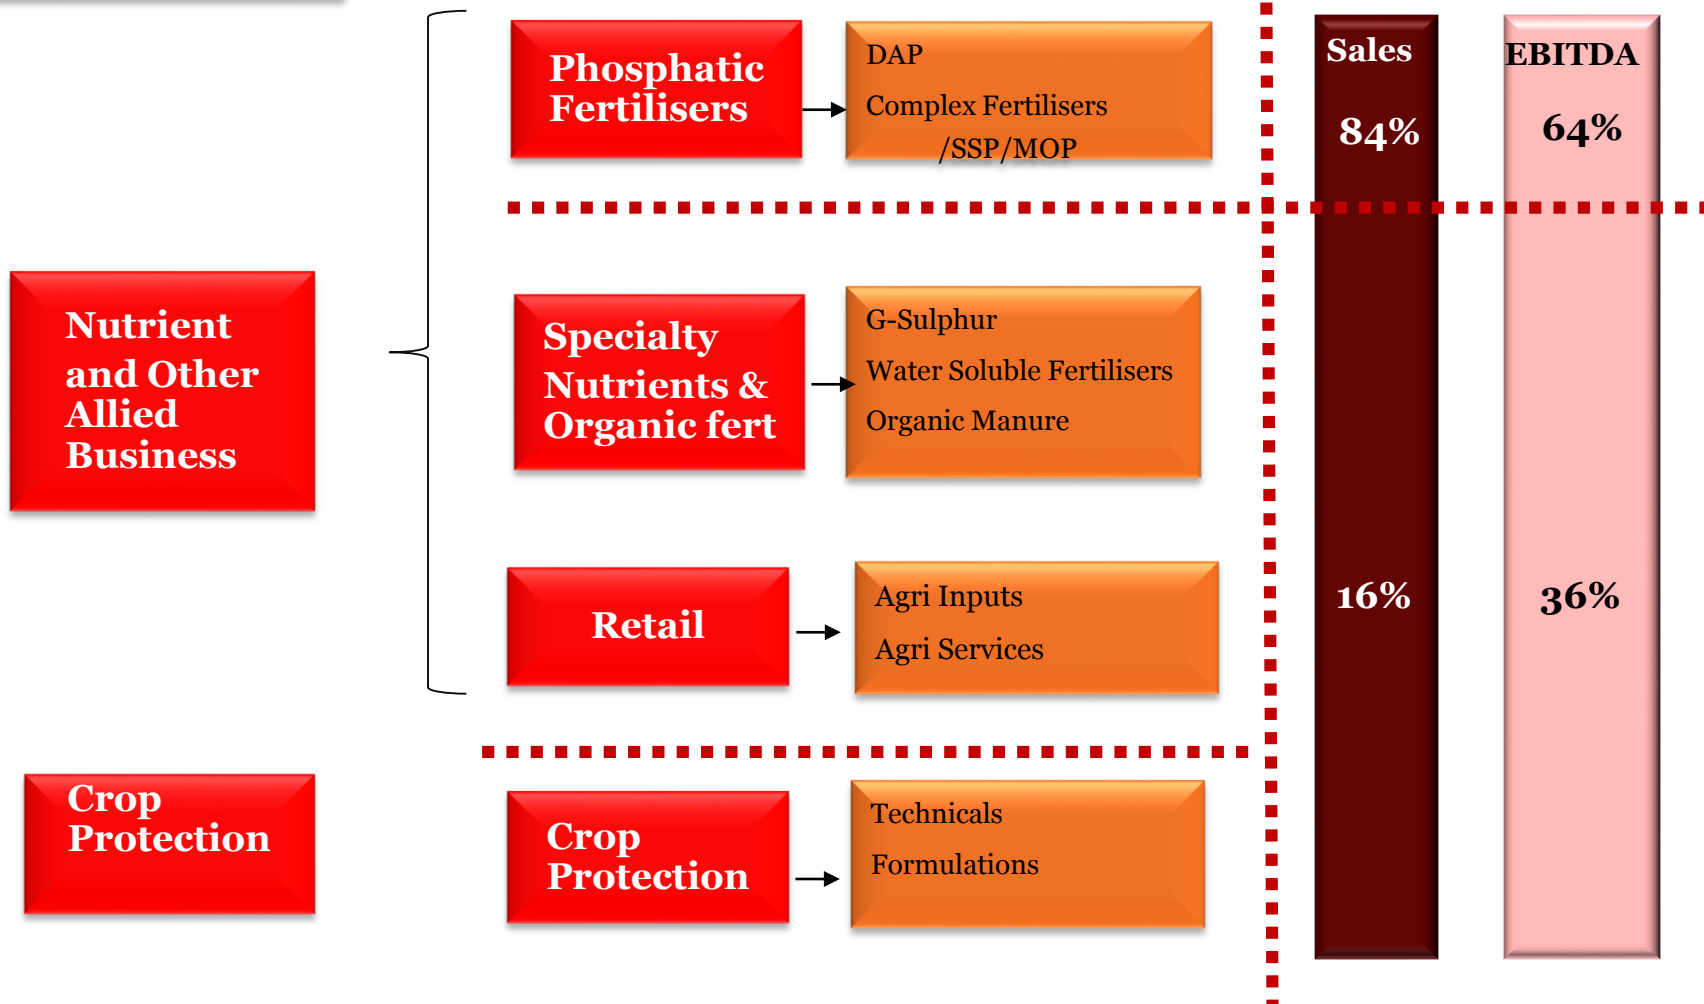 Phosphatic
Fertilisers
DAP
Complex Fertilisers
/SSP/MOP
Sales
84%
EBITDA
64%
Nutrient
and Other
Allied
Business
Specialty
Nutrients &
Organic fert
G-Sulphur
Water Soluble Fertilisers
Organic Manure
Retail
Agri Inputs
Agri Services
16%
36%
Crop
Protection
Crop
Protection
Technicals
Formulations